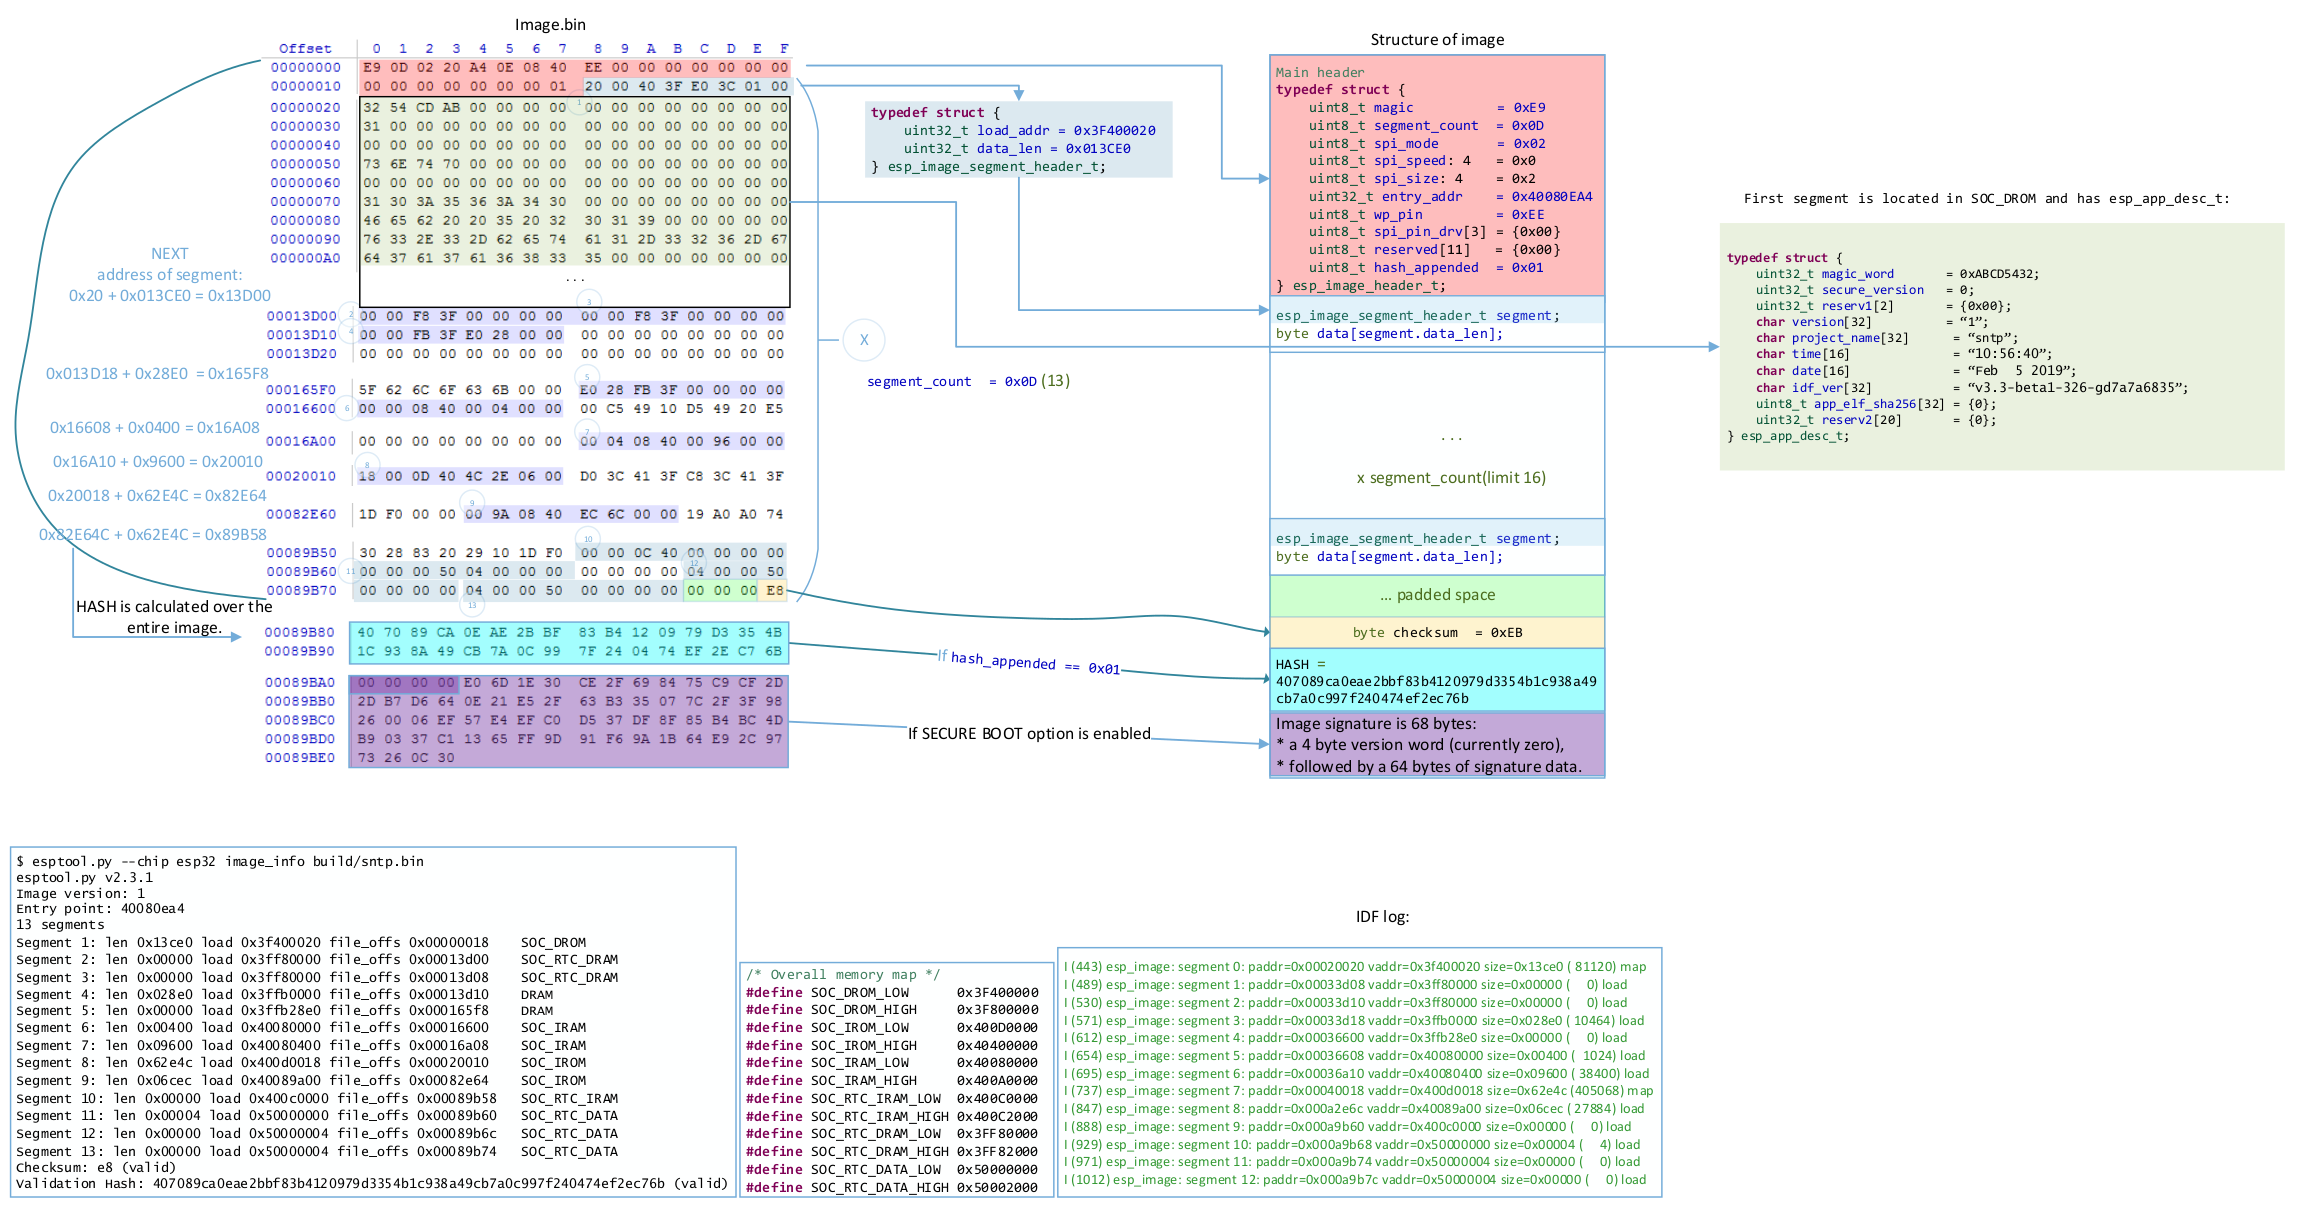 Image.bin
Offset 0 1 2 3 4 5 6 7 8 9 A B C D E F
00000000 E9 0D 02 20 A4 0E 08 40 EE 00 00 00 00 00 00 00
00000010 00 00 00 00 00 00 00 01 20 00 40 3F E0 3C 01 00
1
00000020 32 54 CD AB 00 00 00 00 00 00 00 00 00 00 00 00
00000030 31 00 00 00 00 00 00 00 00 00 00 00 00 00 00 00
00000040 00 00 00 00 00 00 00 00 00 00 00 00 00 00 00 00
00000050 73 6E 74 70 00 00 00 00 00 00 00 00 00 00 00 00
00000060 00 00 00 00 00 00 00 00 00 00 00 00 00 00 00 00
00000070 31 30 3A 35 36 3A 34 30 00 00 00 00 00 00 00 00
00000080 46 65 62 20 20 35 20 32 30 31 39 00 00 00 00 00
00000090 76 33 2E 33 2D 62 65 74 61 31 2D 33 32 36 2D 67
000000A0 64 37 61 37 61 36 38 33 35 00 00 00 00 00 00 00
...
NEXT
address of segment:
0x20 + 0x013CE0 = 0x13D00
3
2
00013D00 00 00 F8 3F 00 00 00 00 00 00 F8 3F 00 00 00 00
4
00013D10 00 00 FB 3F E0 28 00 00 00 00 00 00 00 00 00 00
00013D20 00 00 00 00 00 00 00 00 00 00 00 00 00 00 00 00
0x013D18 + 0x28E0 = 0x165F8
5
000165F0 5F 62 6C 6F 63 6B 00 00 E0 28 FB 3F 00 00 00 00
6
00016600 00 00 08 40 00 04 00 00 00 C5 49 10 D5 49 20 E5
0x16608 + 0x0400 = 0x16A08
7
00016A00 00 00 00 00 00 00 00 00 00 04 08 40 00 96 00 00
0x16A10 + 0x9600 = 0x20010
8
00020010 18 00 0D 40 4C 2E 06 00 D0 3C 41 3F C8 3C 41 3F
0x20018 + 0x62E4C = 0x82E64
9
00082E60 1D F0 00 00 00 9A 08 40 EC 6C 00 00 19 A0 A0 74
0x82E64C + 0x62E4C = 0x89B58
10
00089B50 30 28 83 20 29 10 1D F0 00 00 0C 40 00 00 00 00
11
12
00089B60 00 00 00 50 04 00 00 00 00 00 00 00 04 00 00 50
00089B70 00 00 00 00 04 00 00 50 00 00 00 00 00 00 00 E8
13
HASH is calculated over the
entire image.
00089B80 40 70 89 CA 0E AE 2B BF 83 B4 12 09 79 D3 35 4B
00089B90 1C 93 8A 49 CB 7A 0C 99 7F 24 04 74 EF 2E C7 6B
00089BA0 00 00 00 00 E0 6D 1E 30 CE 2F 69 84 75 C9 CF 2D
00089BB0 2D B7 D6 64 0E 21 E5 2F 63 B3 35 07 7C 2F 3F 98
00089BC0 26 00 06 EF 57 E4 EF C0 D5 37 DF 8F 85 B4 BC 4D
00089BD0 B9 03 37 C1 13 65 FF 9D 91 F6 9A 1B 64 E9 2C 97
00089BE0 73 26 0C 30
typedef struct {
uint32_t load_addr = 0x3F400020
uint32_t data_len = 0x013CE0
} esp_image_segment_header_t;
X
segment_count = 0x0D (13)
If hash_appended == 0x01
If SECURE BOOT option is enabled
Structure of image
Main header
typedef struct {
uint8_t magic = 0xE9
uint8_t segment_count = 0x0D
uint8_t spi_mode = 0x02
uint8_t spi_speed: 4 = 0x0
uint8_t spi_size: 4 = 0x2
uint32_t entry_addr = 0x40080EA4
uint8_t wp_pin = 0xEE
uint8_t spi_pin_drv[3] = {0x00}
uint8_t reserved[11] = {0x00}
uint8_t hash_appended = 0x01
} esp_image_header_t;
esp_image_segment_header_t segment;
byte data[segment.data_len];
...
x segment_count(limit 16)
esp_image_segment_header_t segment;
byte data[segment.data_len];
... padded space
byte checksum = 0xEB
HASH =
407089ca0eae2bbf83b4120979d3354b1c938a49
cb7a0c997f240474ef2ec76b
Image signature is 68 bytes:
* a 4 byte version word (currently zero),
* followed by a 64 bytes of signature data.
First segment is located in SOC_DROM and has esp_app_desc_t:
typedef struct {
uint32_t magic_word = 0xABCD5432;
uint32_t secure_version = 0;
uint32_t reserv1[2] = {0x00};
char version[32] = “1”;
char project_name[32] = “sntp”;
char time[16] = “10:56:40”;
char date[16] = “Feb  5 2019”;
char idf_ver[32] = “v3.3-beta1-326-gd7a7a6835”;
uint8_t app_elf_sha256[32] = {0};
uint32_t reserv2[20] = {0};
} esp_app_desc_t;
$ esptool.py --chip esp32 image_info build/sntp.bin
esptool.py v2.3.1
Image version: 1
Entry point: 40080ea4
13 segments
Segment 1: len 0x13ce0 load 0x3f400020 file_offs 0x00000018 SOC_DROM
Segment 2: len 0x00000 load 0x3ff80000 file_offs 0x00013d00 SOC_RTC_DRAM
Segment 3: len 0x00000 load 0x3ff80000 file_offs 0x00013d08 SOC_RTC_DRAM
Segment 4: len 0x028e0 load 0x3ffb0000 file_offs 0x00013d10 DRAM
Segment 5: len 0x00000 load 0x3ffb28e0 file_offs 0x000165f8 DRAM
Segment 6: len 0x00400 load 0x40080000 file_offs 0x00016600 SOC_IRAM
Segment 7: len 0x09600 load 0x40080400 file_offs 0x00016a08 SOC_IRAM
Segment 8: len 0x62e4c load 0x400d0018 file_offs 0x00020010 SOC_IROM
Segment 9: len 0x06cec load 0x40089a00 file_offs 0x00082e64 SOC_IROM
Segment 10: len 0x00000 load 0x400c0000 file_offs 0x00089b58 SOC_RTC_IRAM
Segment 11: len 0x00004 load 0x50000000 file_offs 0x00089b60 SOC_RTC_DATA
Segment 12: len 0x00000 load 0x50000004 file_offs 0x00089b6c SOC_RTC_DATA
Segment 13: len 0x00000 load 0x50000004 file_offs 0x00089b74 SOC_RTC_DATA
Checksum: e8 (valid)
Validation Hash: 407089ca0eae2bbf83b4120979d3354b1c938a49cb7a0c997f240474ef2ec76b (valid)
/* Overall memory map */
#define SOC_DROM_LOW 0x3F400000
#define SOC_DROM_HIGH 0x3F800000
#define SOC_IROM_LOW 0x400D0000
#define SOC_IROM_HIGH 0x40400000
#define SOC_IRAM_LOW 0x40080000
#define SOC_IRAM_HIGH 0x400A0000
#define SOC_RTC_IRAM_LOW 0x400C0000
#define SOC_RTC_IRAM_HIGH 0x400C2000
#define SOC_RTC_DRAM_LOW 0x3FF80000
#define SOC_RTC_DRAM_HIGH 0x3FF82000
#define SOC_RTC_DATA_LOW 0x50000000
#define SOC_RTC_DATA_HIGH 0x50002000
IDF log:
I (443) esp_image: segment 0: paddr=0x00020020 vaddr=0x3f400020 size=0x13ce0 ( 81120) map
I (489) esp_image: segment 1: paddr=0x00033d08 vaddr=0x3ff80000 size=0x00000 ( 0) load
I (530) esp_image: segment 2: paddr=0x00033d10 vaddr=0x3ff80000 size=0x00000 ( 0) load
I (571) esp_image: segment 3: paddr=0x00033d18 vaddr=0x3ffb0000 size=0x028e0 ( 10464) load
I (612) esp_image: segment 4: paddr=0x00036600 vaddr=0x3ffb28e0 size=0x00000 ( 0) load
I (654) esp_image: segment 5: paddr=0x00036608 vaddr=0x40080000 size=0x00400 ( 1024) load
I (695) esp_image: segment 6: paddr=0x00036a10 vaddr=0x40080400 size=0x09600 ( 38400) load
I (737) esp_image: segment 7: paddr=0x00040018 vaddr=0x400d0018 size=0x62e4c (405068) map
I (847) esp_image: segment 8: paddr=0x000a2e6c vaddr=0x40089a00 size=0x06cec ( 27884) load
I (888) esp_image: segment 9: paddr=0x000a9b60 vaddr=0x400c0000 size=0x00000 ( 0) load
I (929) esp_image: segment 10: paddr=0x000a9b68 vaddr=0x50000000 size=0x00004 ( 4) load
I (971) esp_image: segment 11: paddr=0x000a9b74 vaddr=0x50000004 size=0x00000 ( 0) load
I (1012) esp_image: segment 12: paddr=0x000a9b7c vaddr=0x50000004 size=0x00000 ( 0) load